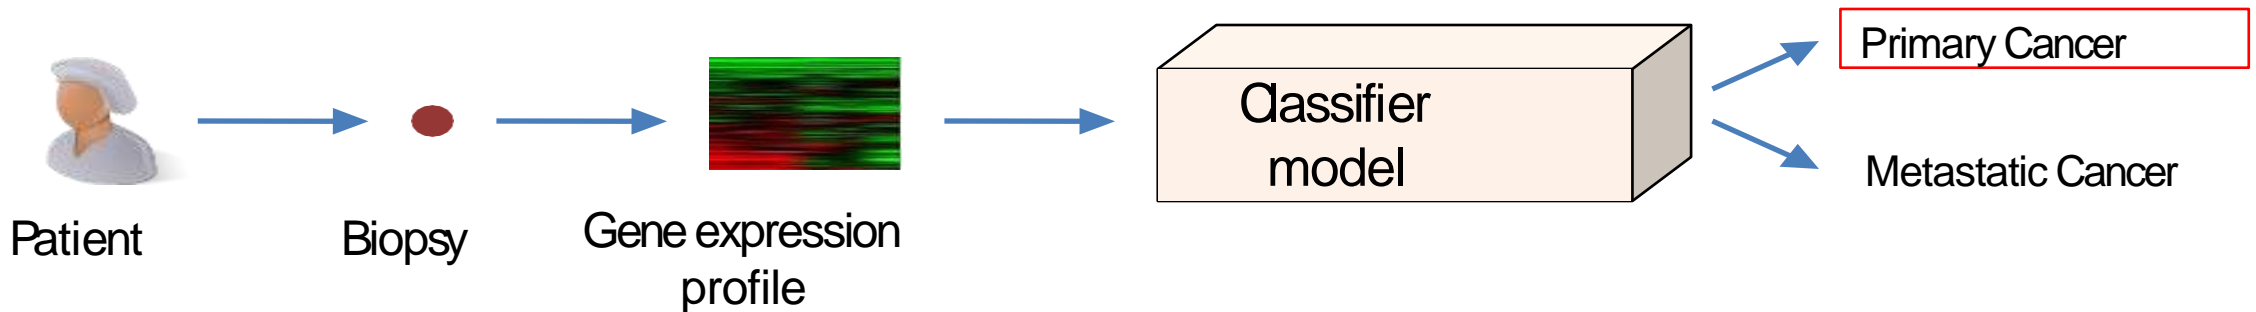 Patient
Biopsy
Gene expression
profile
Classifier
model
Primary Cancer
Metastatic Cancer